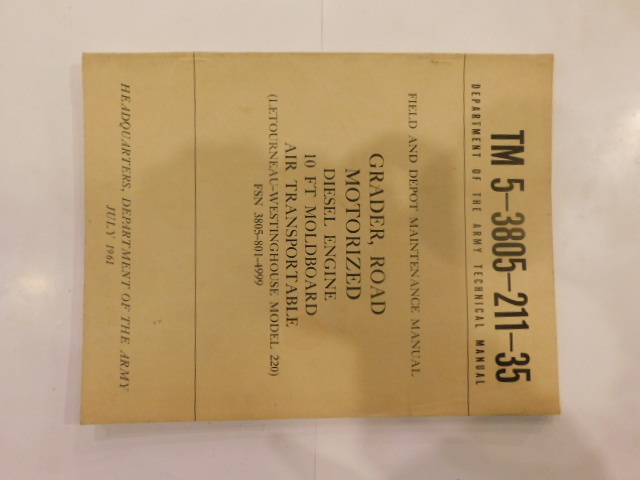 TM 5-3805-211-35
DEPARTMENT OF THE ARMY TECHNICAL MANUAL
FIELD AND DEPOT MAINTENANCE MANUAL
GRADER, ROAD
MOTORIZED
DIESEL ENGINE
10 FT MOLDBOARD
AIR TRANSPORTABLE
(LETOURNEAU-WESTINGHOUSE MODEL 220)
FSN 3805-801-4999
HEADQUARTERS, DEPARTMENT OF THE ARMY
JULY 1961